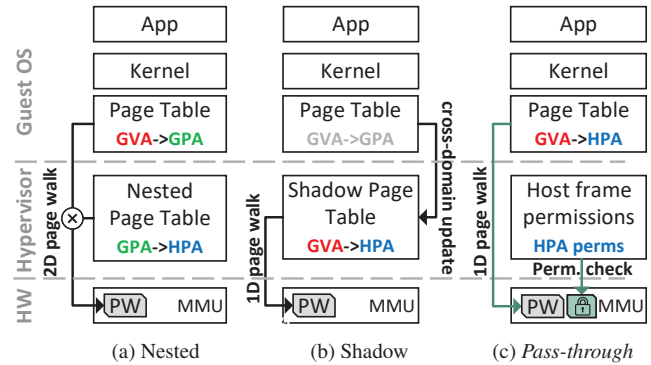 Guest OS
Hypervisor
HW
App
Kernel
Page Table
GVA->GPA
2D page walk
Nested
Page Table
GPA->HPA
PW
MMU
(a) Nested
App
Kernel
Page Table
GVA->GPA
cross-domain update
Shadow Page
Table
GVA->HPA
1D page walk
PW
MMU
(b) Shadow
App
Kernel
Page Table
GVA->HPA
1D page walk
Host frame
permissions
HPA perms
Perm. check
PW
MMU
(c) Pass-through